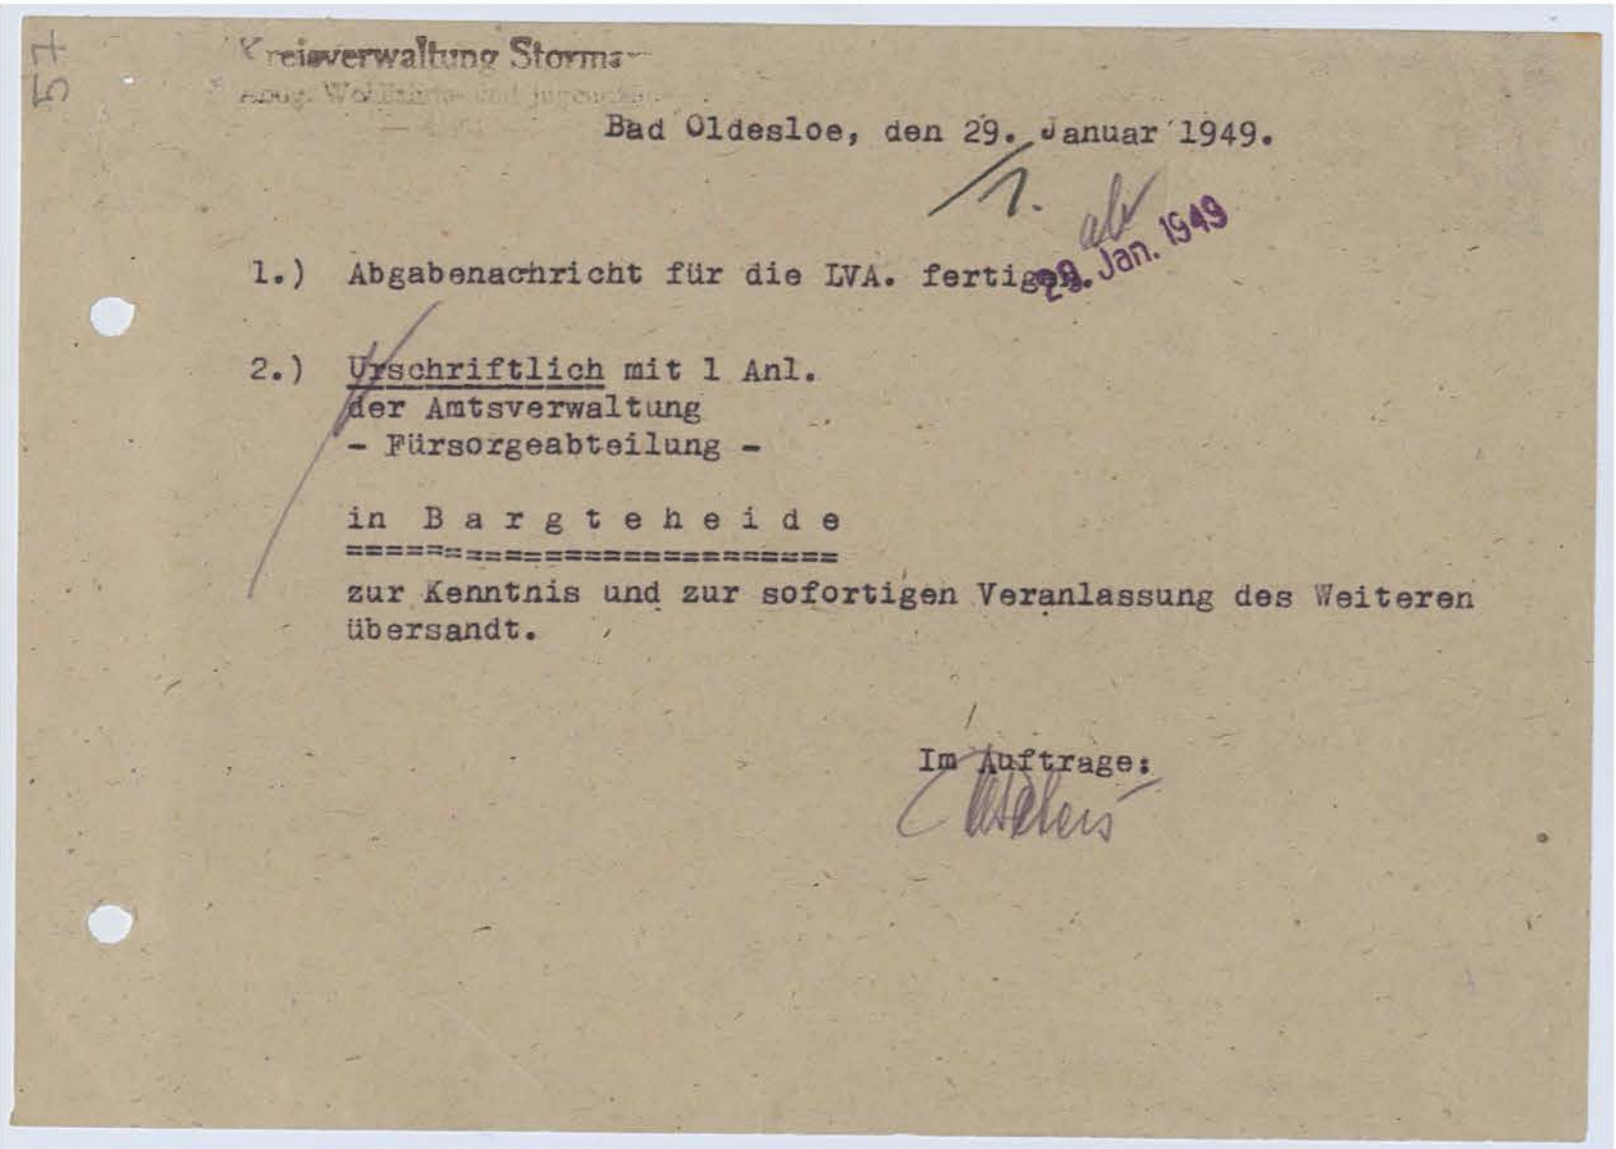 57
Kreisverwaltung Stormarn
Bad Oldesloe, den 29. Januar 1949.
1.
ab
29. Jan. 1949
1.) Abgabenachricht für die LVA. fertigen.
2.) Urschriftlich mit 1 Anl.
der Amtsverwaltung
- Fürsorgeabteilung -
in B a r g t e h e i d e
=========================
zur Kenntnis und zur sofortigen Veranlassung des Weiteren
übersandt.
Im Auftrage: